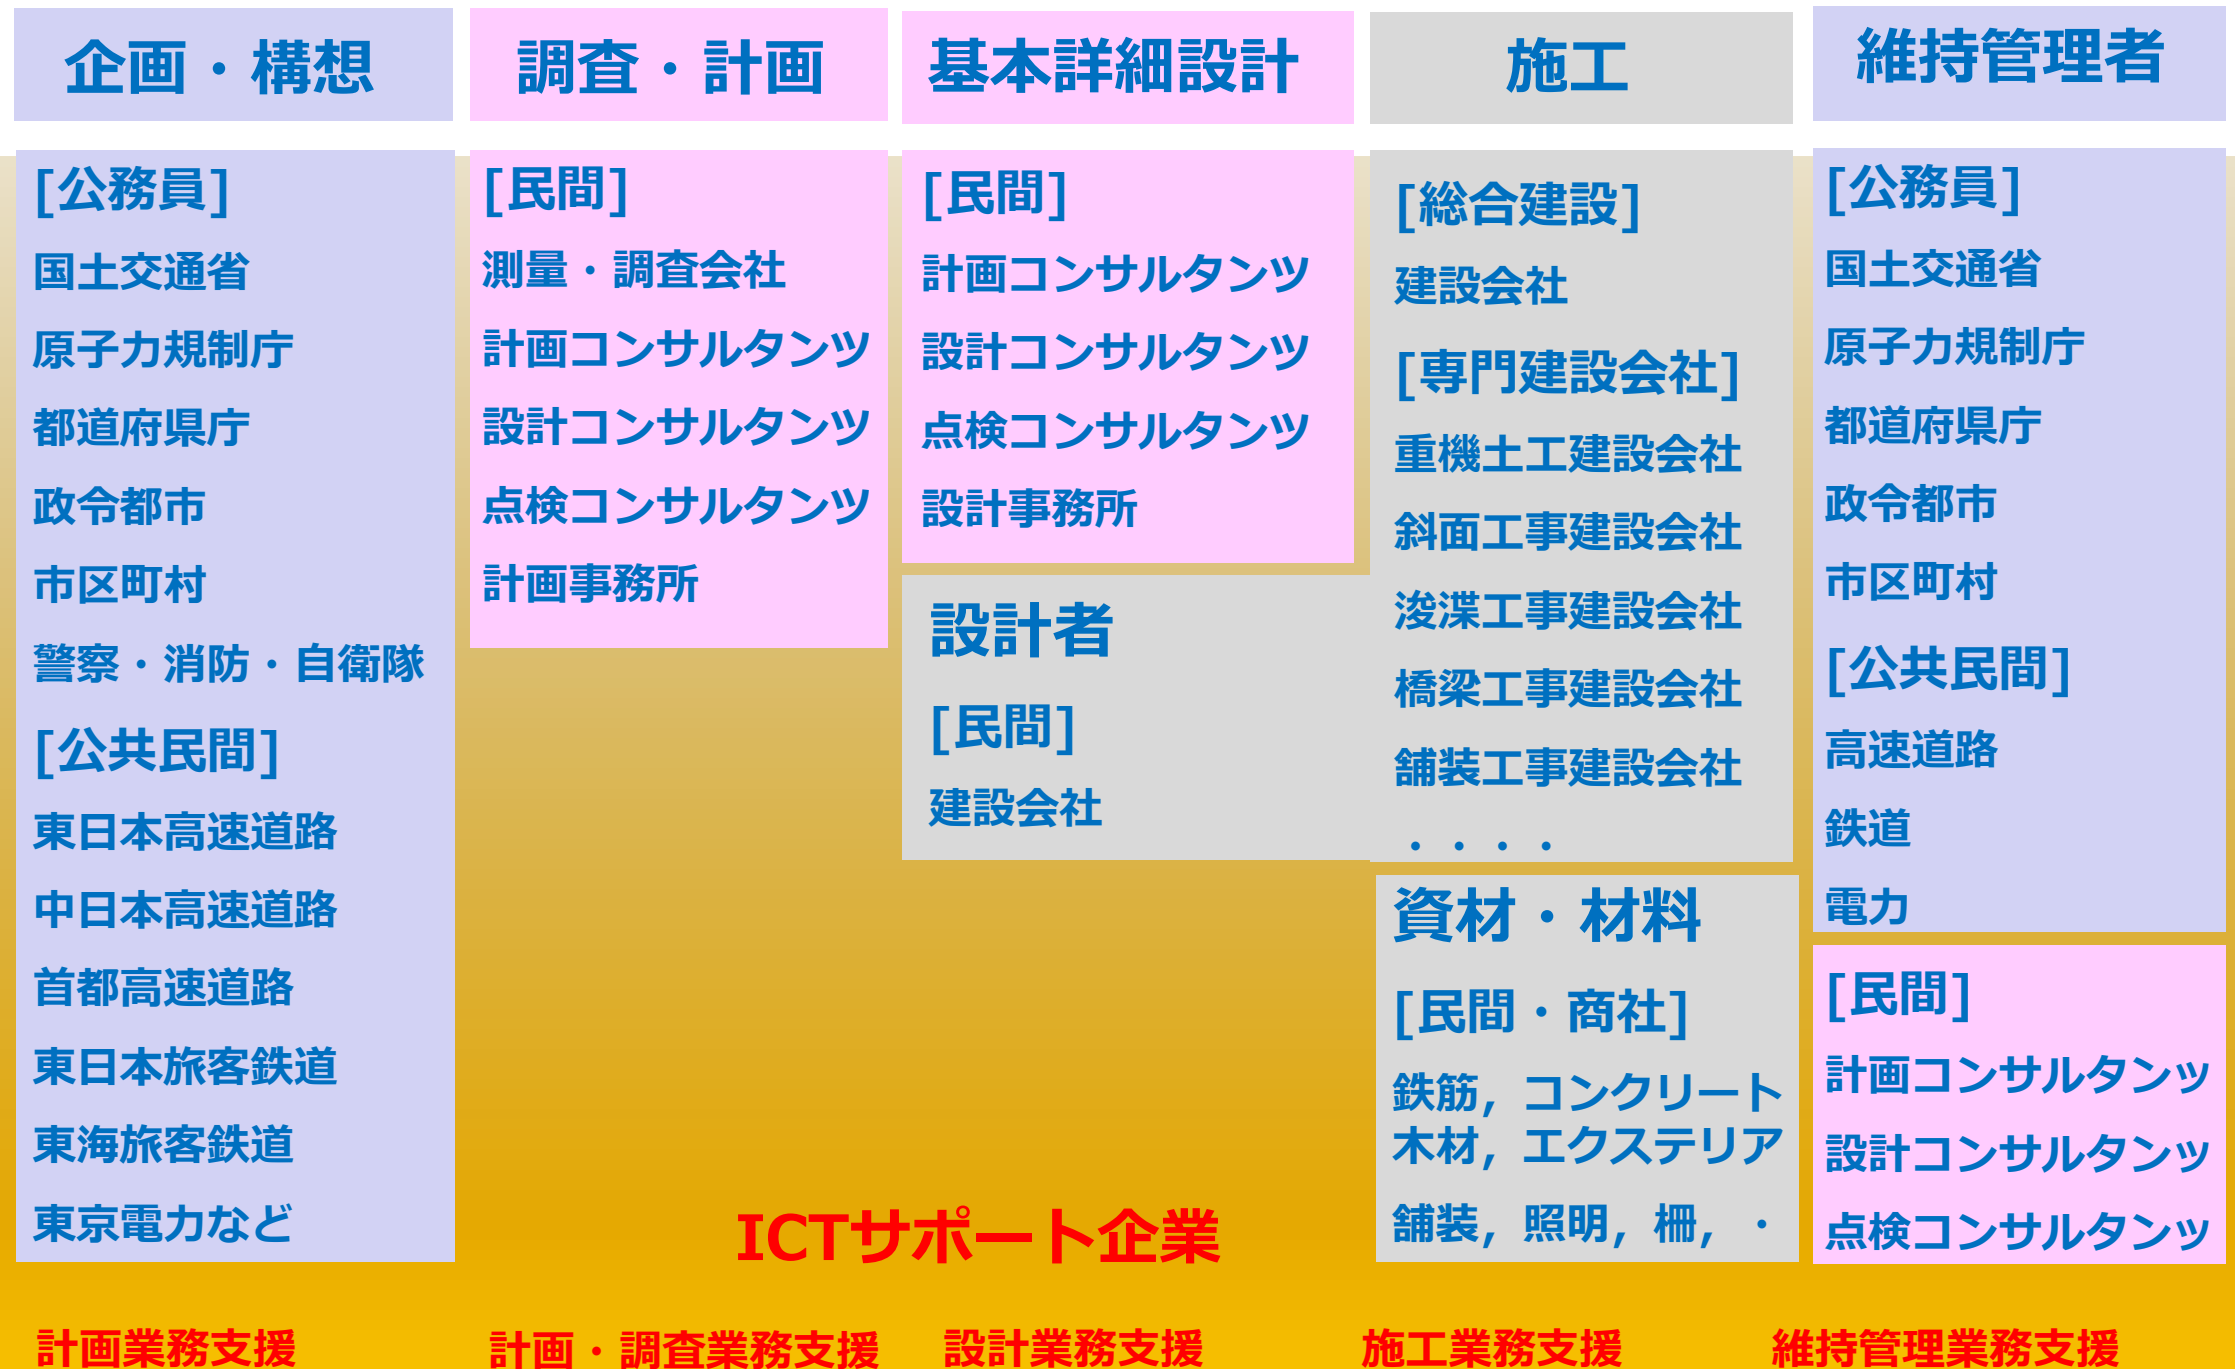 企画・構想
[公務員]
国土交通省
原子力規制庁
都道府県庁
政令都市
市区町村
警察・消防・自衛隊
[公共民間]
東日本高速道路
中日本高速道路
首都高速道路
東日本旅客鉄道
東海旅客鉄道
東京電力など
調査・計画
[民間]
測量・調査会社
計画コンサルタンツ
設計コンサルタンツ
点検コンサルタンツ
計画事務所
基本詳細設計
[民間]
計画コンサルタンツ
設計コンサルタンツ
点検コンサルタンツ
設計事務所
設計者
[民間]
建設会社
施工
[総合建設]
建設会社
[専門建設会社]
重機土工建設会社
斜面工事建設会社
浚渫工事建設会社
橋梁工事建設会社
舗装工事建設会社
・・・・
資材・材料
[民間・商社]
鉄筋，コンクリート
木材，エクステリア
舗装，照明，柵，・
維持管理者
[公務員]
国土交通省
原子力規制庁
都道府県庁
政令都市
市区町村
[公共民間]
高速道路
鉄道
電力
[民間]
計画コンサルタンッ
設計コンサルタンッ
点検コンサルタンッ
ICTサポート企業
計画業務支援
計画・調査業務支援
設計業務支援
施工業務支援
維持管理業務支援